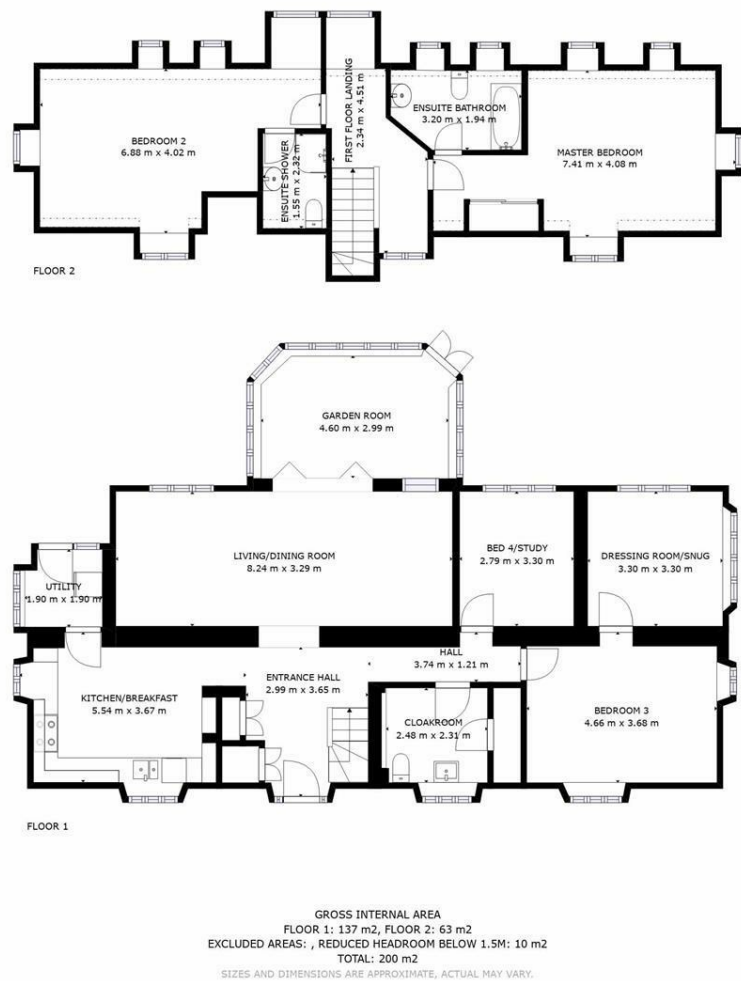 BEDROOM 2
6.88 m x 4.02 m
ENSUITE SHOWER
1.55 m x 2.32 m
FIRST FLOOR LANDING
2.34 m x 4.51 m
ENSUITE BATHROOM
3.20 m x 1.94 m
MASTER BEDROOM
7.41 m x 4.08 m
FLOOR 2
GARDEN ROOM
4.60 m x 2.99 m
LIVING/DINING ROOM
8.24 m x 3.29 m
BED 4/STUDY
2.79 m x 3.30 m
DRESSING ROOM/SNUG
3.30 m x 3.30 m
UTILITY
1.90 m x 1.90 m
HALL
3.74 m x 1.21 m
ENTRANCE HALL
2.99 m x 3.65 m
KITCHEN/BREAKFAST
5.54 m x 3.67 m
CLOAKROOM
2.48 m x 2.31 m
BEDROOM 3
4.66 m x 3.68 m
FLOOR 1
GROSS INTERNAL AREA
FLOOR 1: 137 m2, FLOOR 2: 63 m2
EXCLUDED AREAS: , REDUCED HEADROOM BELOW 1.5M: 10 m2
TOTAL: 200 m2
SIZES AND DIMENSIONS ARE APPROXIMATE, ACTUAL MAY VARY.